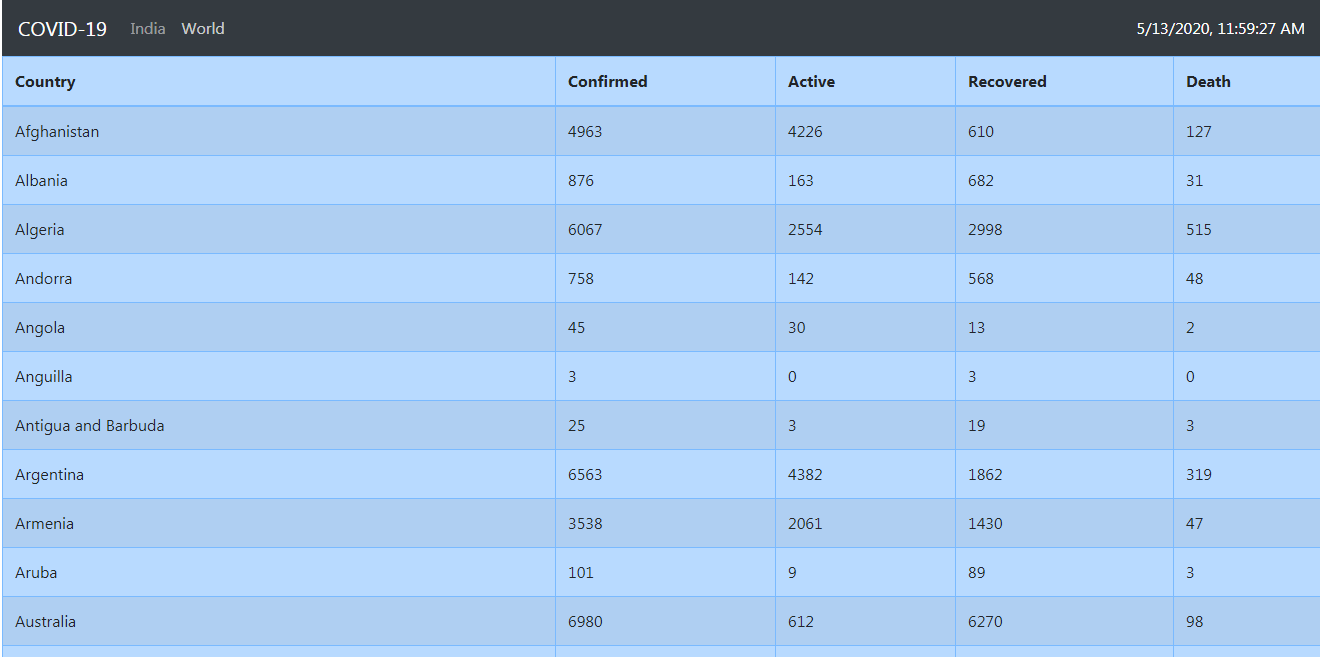 COVID-19 India World 5/13/2020, 11:59:27 AM
Country Confirmed Active Recovered Death
Afghanistan 4963 4226 610 127
Albania 876 163 682 31
Algeria 6067 2554 2998 515
Andorra 758 142 568 48
Angola 45 30 13 2
Anguilla 3 0 3 0
Antigua and Barbuda 25 3 19 3
Argentina 6563 4382 1862 319
Armenia 3538 2061 1430 47
Aruba 101 9 89 3
Australia 6980 612 6270 98